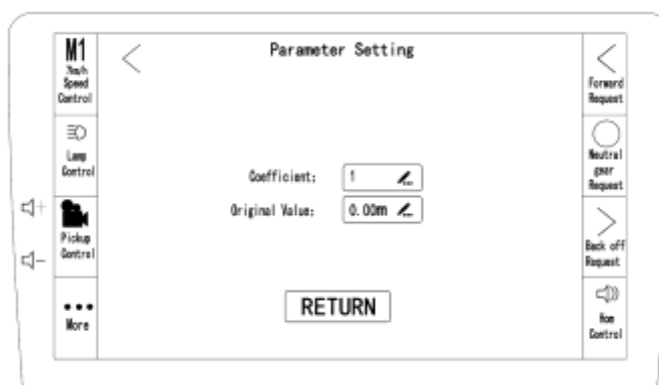 M1
7km/h
Speed
Control
Lamp
Control
Pickup
Control
More
Parameter Setting
Coefficient: 1
Original Value: 0.00m
RETURN
Forward
Request
Neutral
gear
Request
Back off
Request
Hom
Control